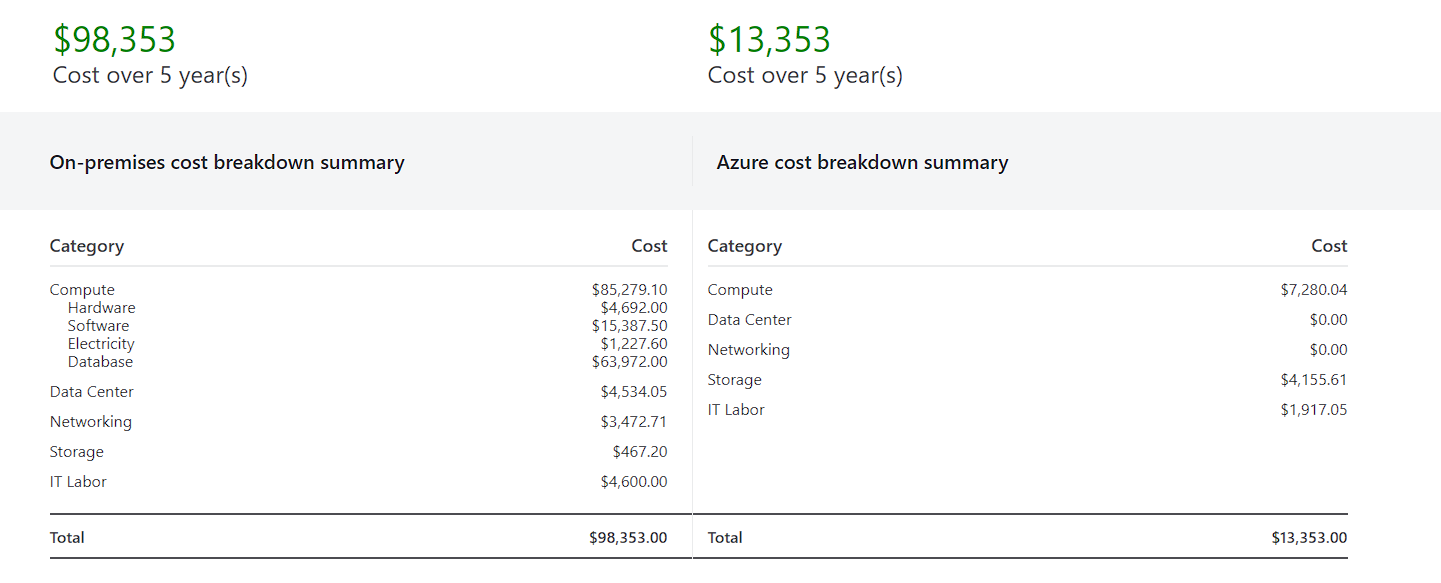 $98,353
Cost over 5 year(s)
$13,353
Cost over 5 year(s)
On-premises cost breakdown summary
Azure cost breakdown summary
Category Cost
Compute $85,279.10
Hardware $4,692.00
Software $15,387.50
Electricity $1,227.60
Database $63,972.00
Data Center $4,534.05
Networking $3,472.71
Storage $467.20
IT Labor $4,600.00
Total $98,353.00
Category Cost
Compute $7,280.04
Data Center $0.00
Networking $0.00
Storage $4,155.61
IT Labor $1,917.05
Total $13,353.00